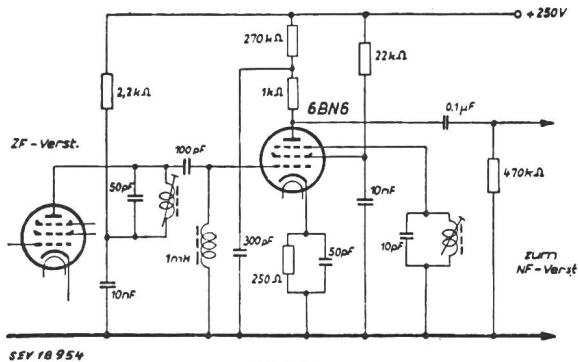 +250V
270kΩ
22kΩ
2,2kΩ
1kΩ
6BN6
0.1µF
ZF-Verst.
100pF
50pF
470kΩ
10nF
300pF
10pF
1mH
50pF
250Ω
10nF
zum
NF-Verst
SEV 18954